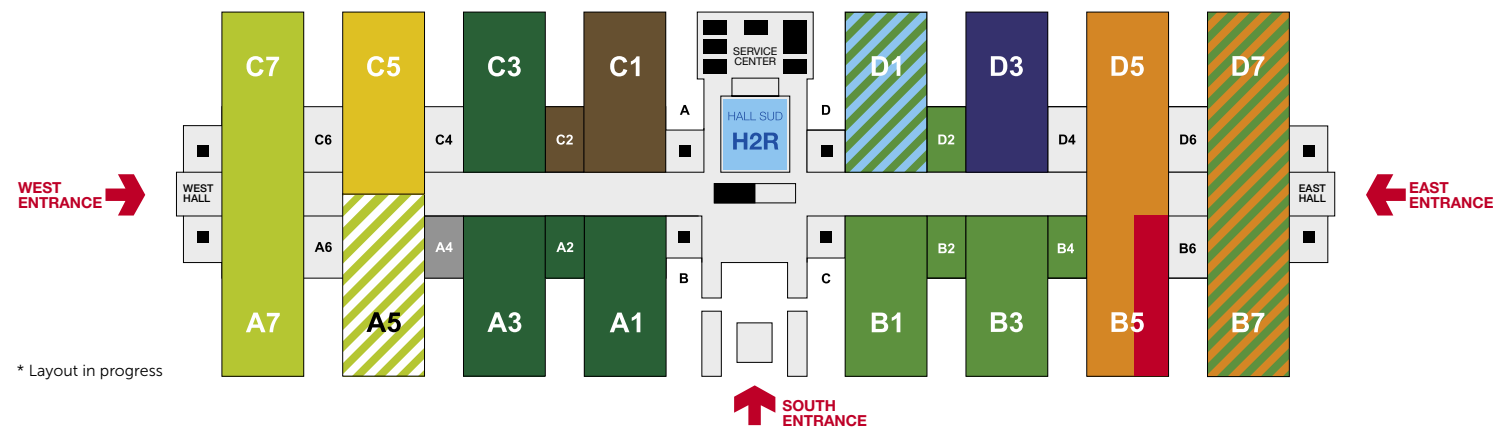 C7
C5
C3
C1
SERVICE
CENTER
D1
D3
D5
D7
A
HALL SUD
H2R
D
C6
C4
C2
D2
D4
D6
WEST
ENTRANCE
WEST
HALL
EAST
HALL
EAST
ENTRANCE
A6
A4
A2
B2
B4
B6
B
C
A7
A5
A3
A1
B1
B3
B5
B7
* Layout in progress
SOUTH
ENTRANCE